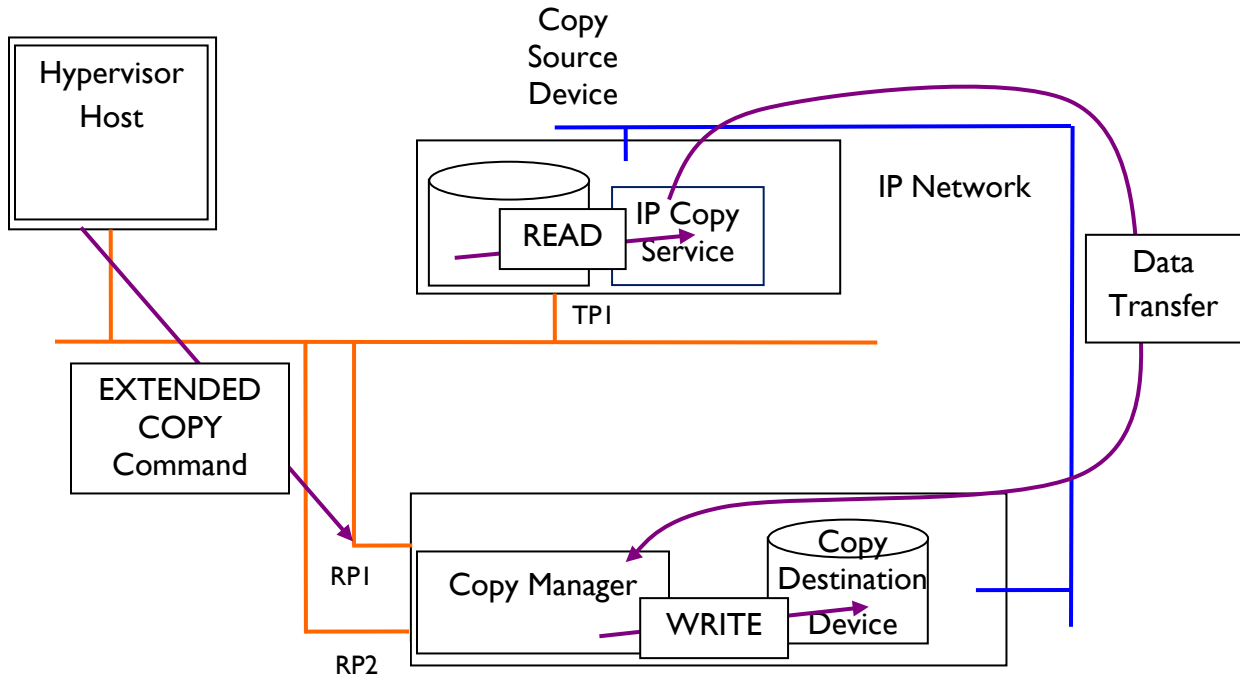 Copy
Source
Device
Hypervisor
Host
IP Network
READ
IP Copy
Service
Data
Transfer
TP1
EXTENDED
COPY
Command
RP1
Copy Manager
Copy
Destination
Device
WRITE
RP2